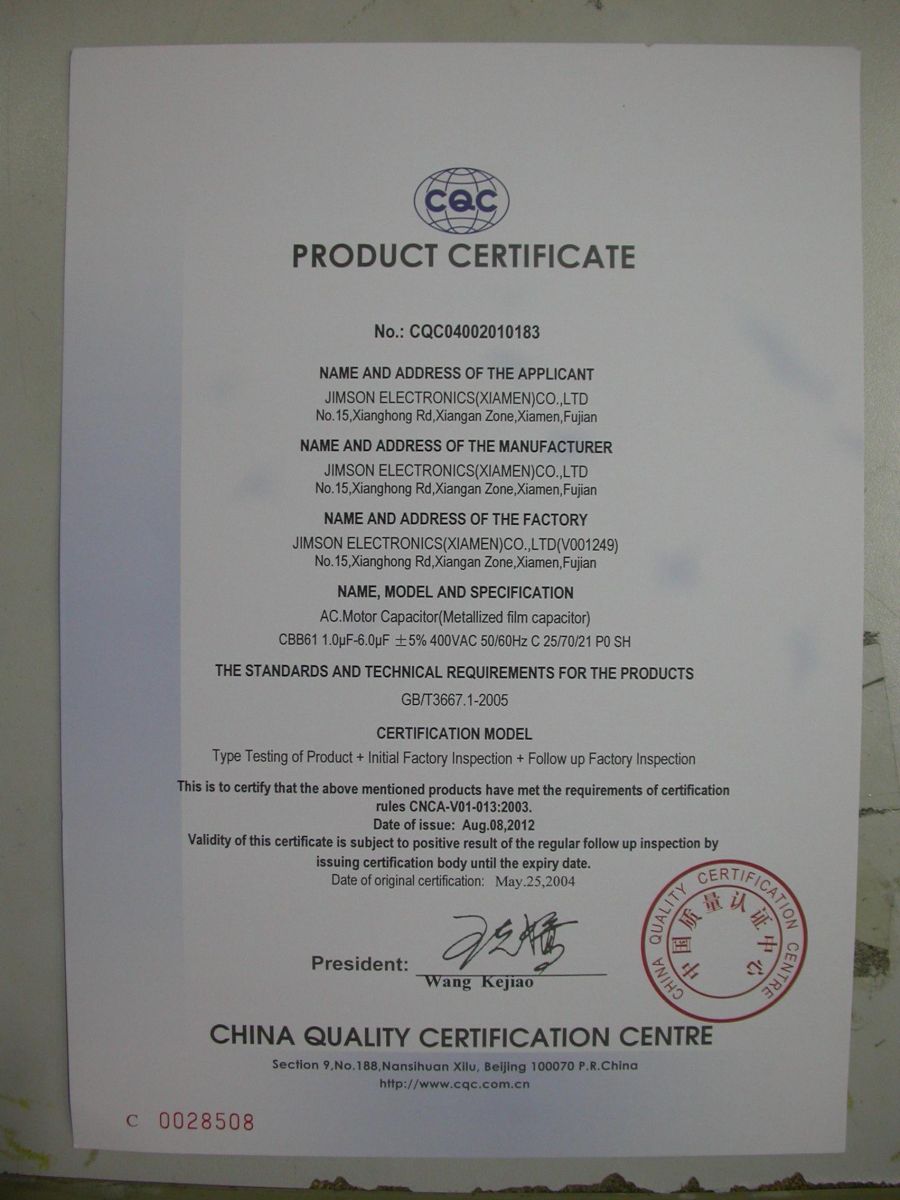 CQC
PRODUCT CERTIFICATE
No.: CQC04002010183
NAME AND ADDRESS OF THE APPLICANT
JIMSON ELECTRONICS(XIAMEN)CO.,LTD
No.15,Xianghong Rd,Xiangan Zone,Xiamen,Fujian
NAME AND ADDRESS OF THE MANUFACTURER
JIMSON ELECTRONICS(XIAMEN)CO.,LTD
No.15,Xianghong Rd,Xiangan Zone,Xiamen,Fujian
NAME AND ADDRESS OF THE FACTORY
JIMSON ELECTRONICS(XIAMEN)CO.,LTD(V001249)
No.15,Xianghong Rd,Xiangan Zone,Xiamen,Fujian
NAME, MODEL AND SPECIFICATION
AC.Motor Capacitor(Metallized film capacitor)
CBB61 1.0μF-6.0μF ±5% 400VAC 50/60Hz C 25/70/21 P0 SH
THE STANDARDS AND TECHNICAL REQUIREMENTS FOR THE PRODUCTS
GB/T3667.1-2005
CERTIFICATION MODEL
Type Testing of Product + Initial Factory Inspection + Follow up Factory Inspection
This is to certify that the above mentioned products have met the requirements of certification
rules CNCA-V01-013:2003.
Date of issue: Aug.08,2012
Validity of this certificate is subject to positive result of the regular follow up inspection by
issuing certification body until the expiry date.
Date of original certification: May.25,2004
CHINA QUALITY CERTIFICATION CENTRE
中国质量认证中心
President:
Wang Kejiao
CHINA QUALITY CERTIFICATION CENTRE
Section 9,No.188,Nansihuan Xilu, Beijing 100070 P.R.China
http://www.cqc.com.cn
C 0028508